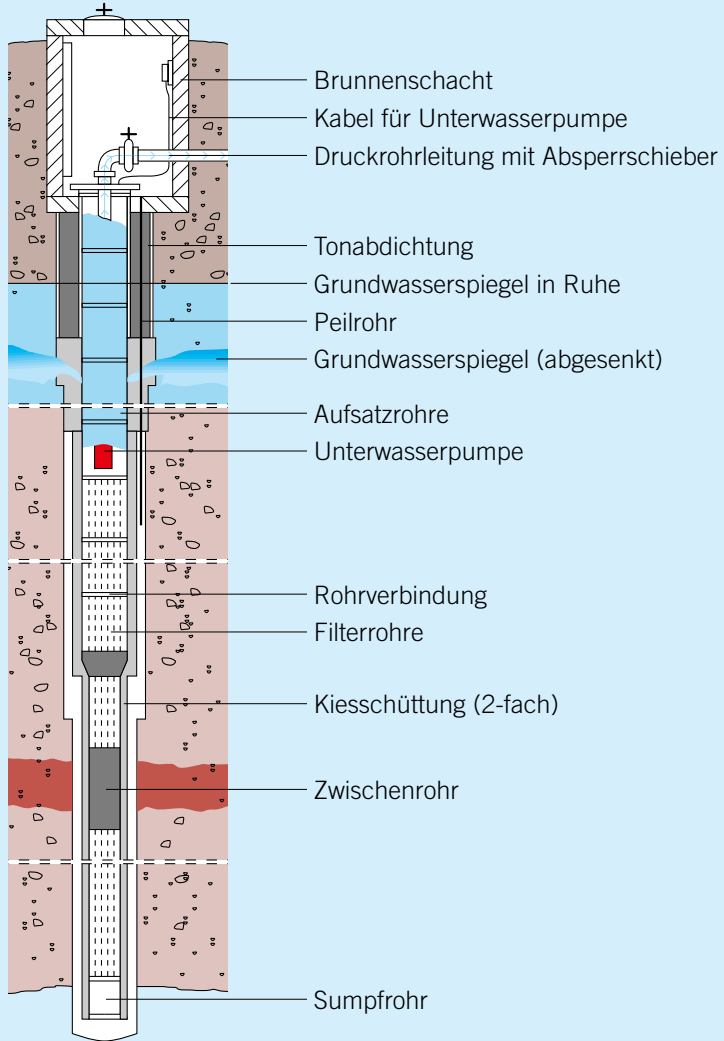 Brunnenschacht
Kabel für Unterwasserpumpe
Druckrohrleitung mit Absperrschieber
Tonabdichtung
Grundwasserspiegel in Ruhe
Peilrohr
Grundwasserspiegel (abgesenkt)
Aufsatzrohre
Unterwasserpumpe
Rohrverbindung
Filterrohre
Kiesschüttung (2-fach)
Zwischenrohr
Sumpfrohr